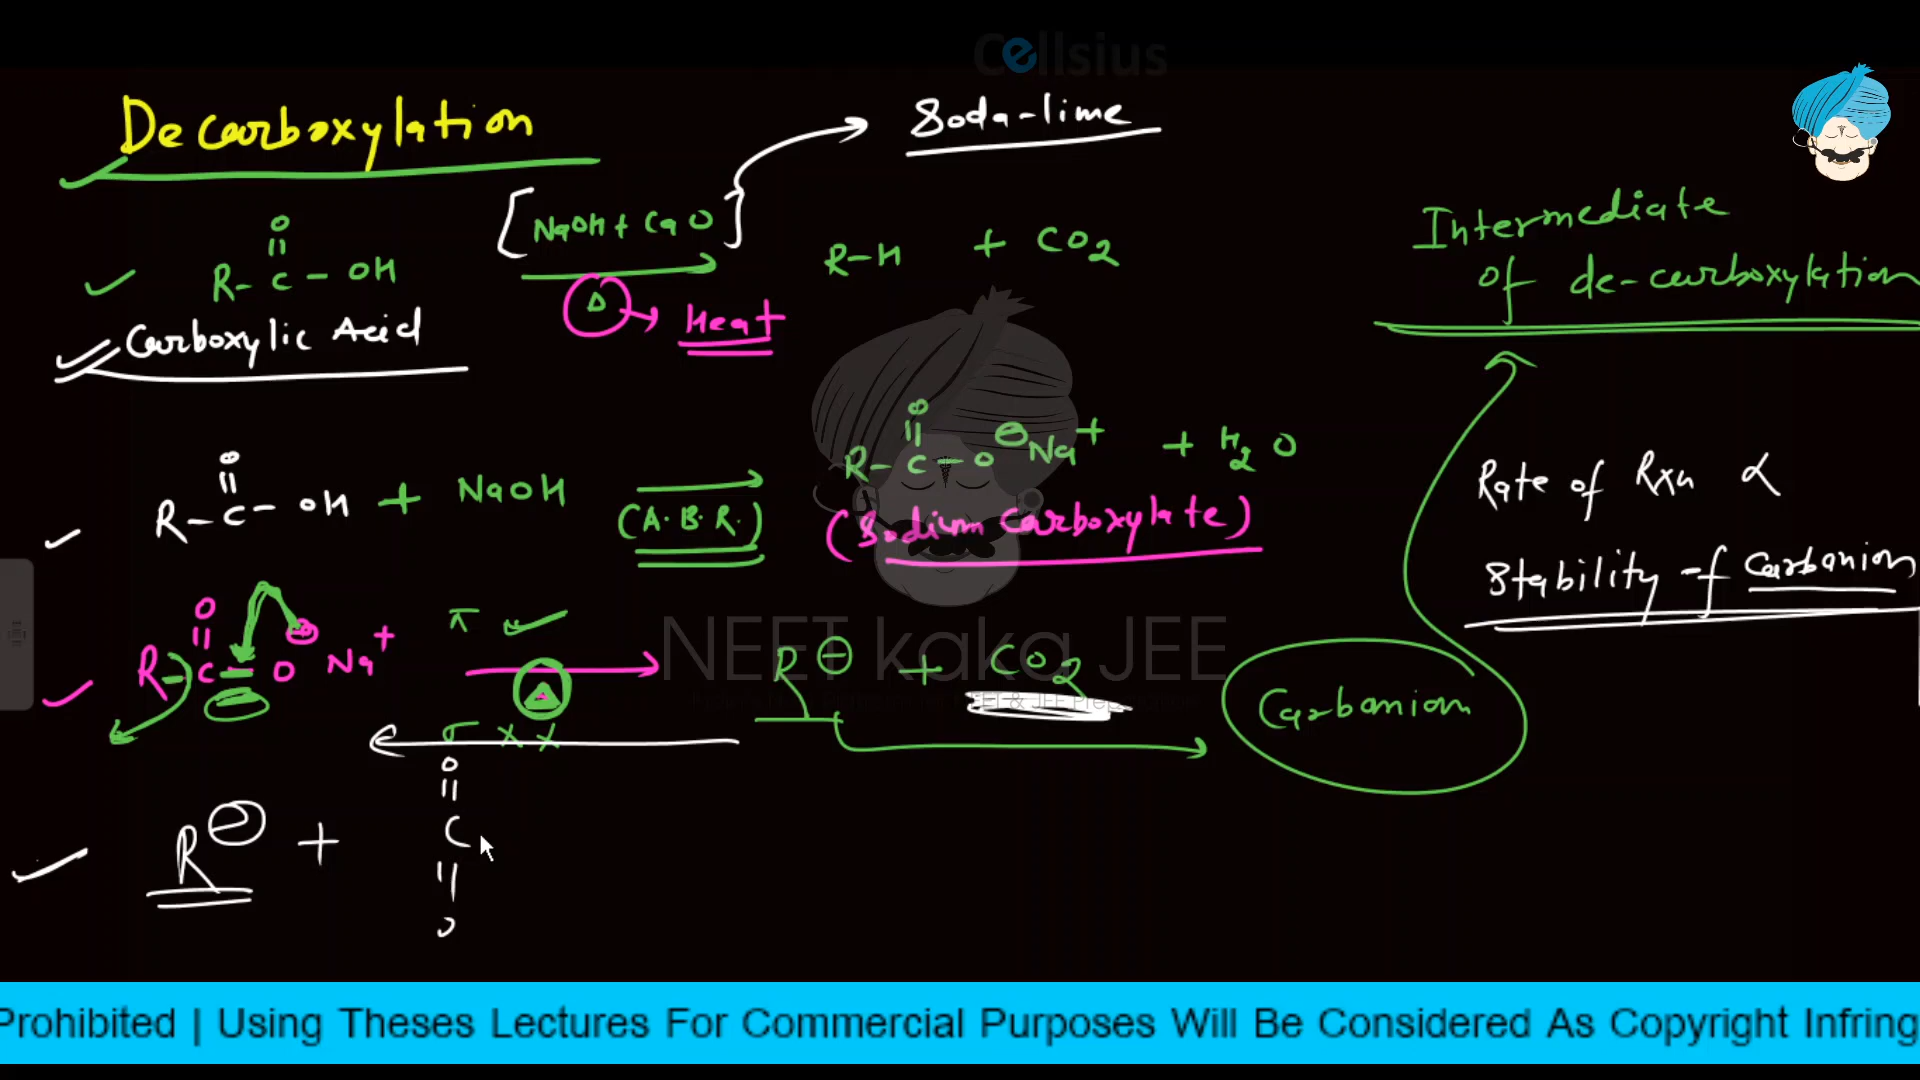 Cellsius
Decarboxylation
Soda-lime
O
||
R-C-OH
[NaOH + CaO]
Δ → Heat
R-H + CO2
Carboxylic Acid
Intermediate
of de-carboxylation
O
||
R-C-OH + NaOH
(A.B.R.)
O
||
R-C-O⊖Na+ + H2O
(Sodium Carboxylate)
Rate of Rxn α
Stability of Carbanion
O
||
R-C=O⊖ Na+
π
Δ
σ x x
R⊖ + CO2
Carbanion
NEET kaka JEE
R⊖ +
O
||
C
||
O
Prohibited | Using Theses Lectures For Commercial Purposes Will Be Considered As Copyright Infring